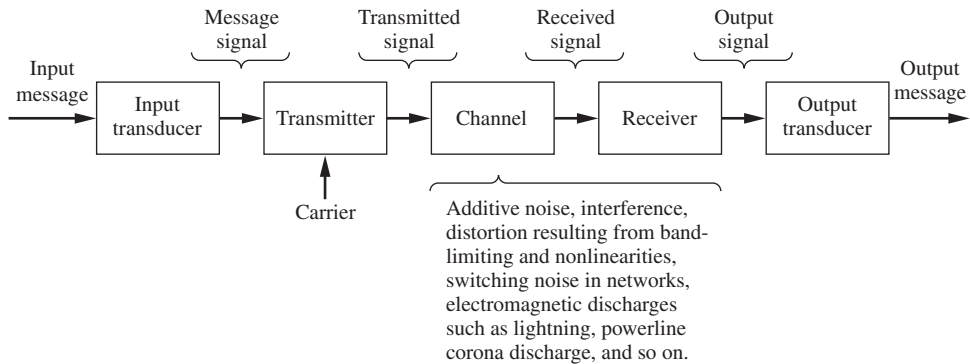 Message
signal
Transmitted
signal
Received
signal
Output
signal
Input
message
Output
message
Input
transducer
Transmitter
Channel
Receiver
Output
transducer
Carrier
Additive noise, interference,
distortion resulting from band-
limiting and nonlinearities,
switching noise in networks,
electromagnetic discharges
such as lightning, powerline
corona discharge, and so on.